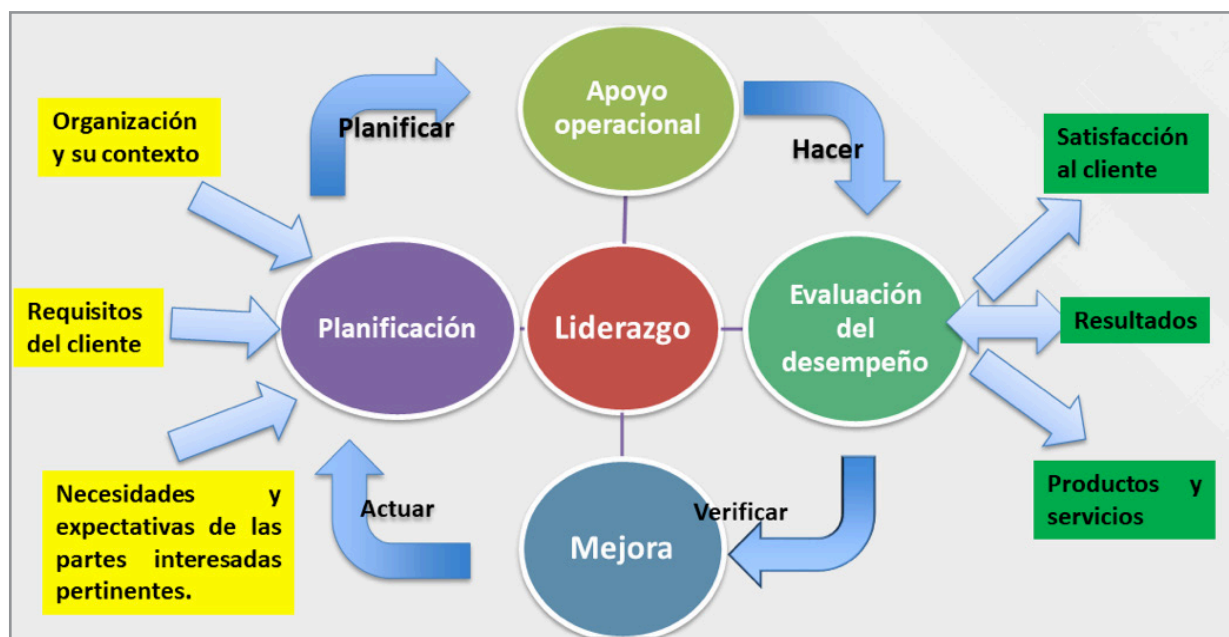 Organización
y su contexto
Requisitos
del cliente
Necesidades y
expectativas de las
partes interesadas
pertinentes.
Planificar
Apoyo
operacional
Hacer
Planificación
Liderazgo
Evaluación
del
desempeño
Actuar
Mejora
Verificar
Satisfacción
al cliente
Resultados
Productos y
servicios